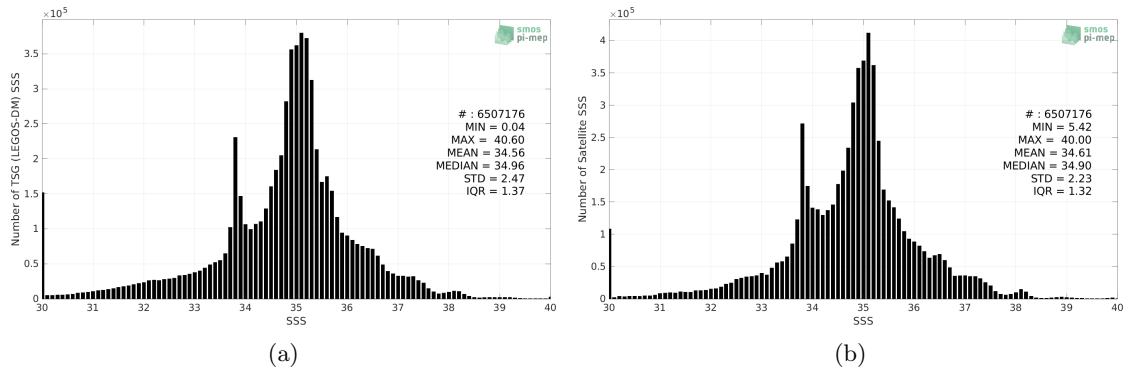 ×10⁵
smos
pi-mep
Number of TSG (LEGOS-DM) SSS
3.5
3
2.5
2
1.5
1
0.5
0
# : 6507176
MIN = 0.04
MAX = 40.60
MEAN = 34.56
MEDIAN = 34.96
STD = 2.47
IQR = 1.37
30 31 32 33 34 35 36 37 38 39 40
SSS
(a)
×10⁵
smos
pi-mep
Number of Satellite SSS
4
3.5
3
2.5
2
1.5
1
0.5
0
# : 6507176
MIN = 5.42
MAX = 40.00
MEAN = 34.61
MEDIAN = 34.90
STD = 2.23
IQR = 1.32
30 31 32 33 34 35 36 37 38 39 40
SSS
(b)